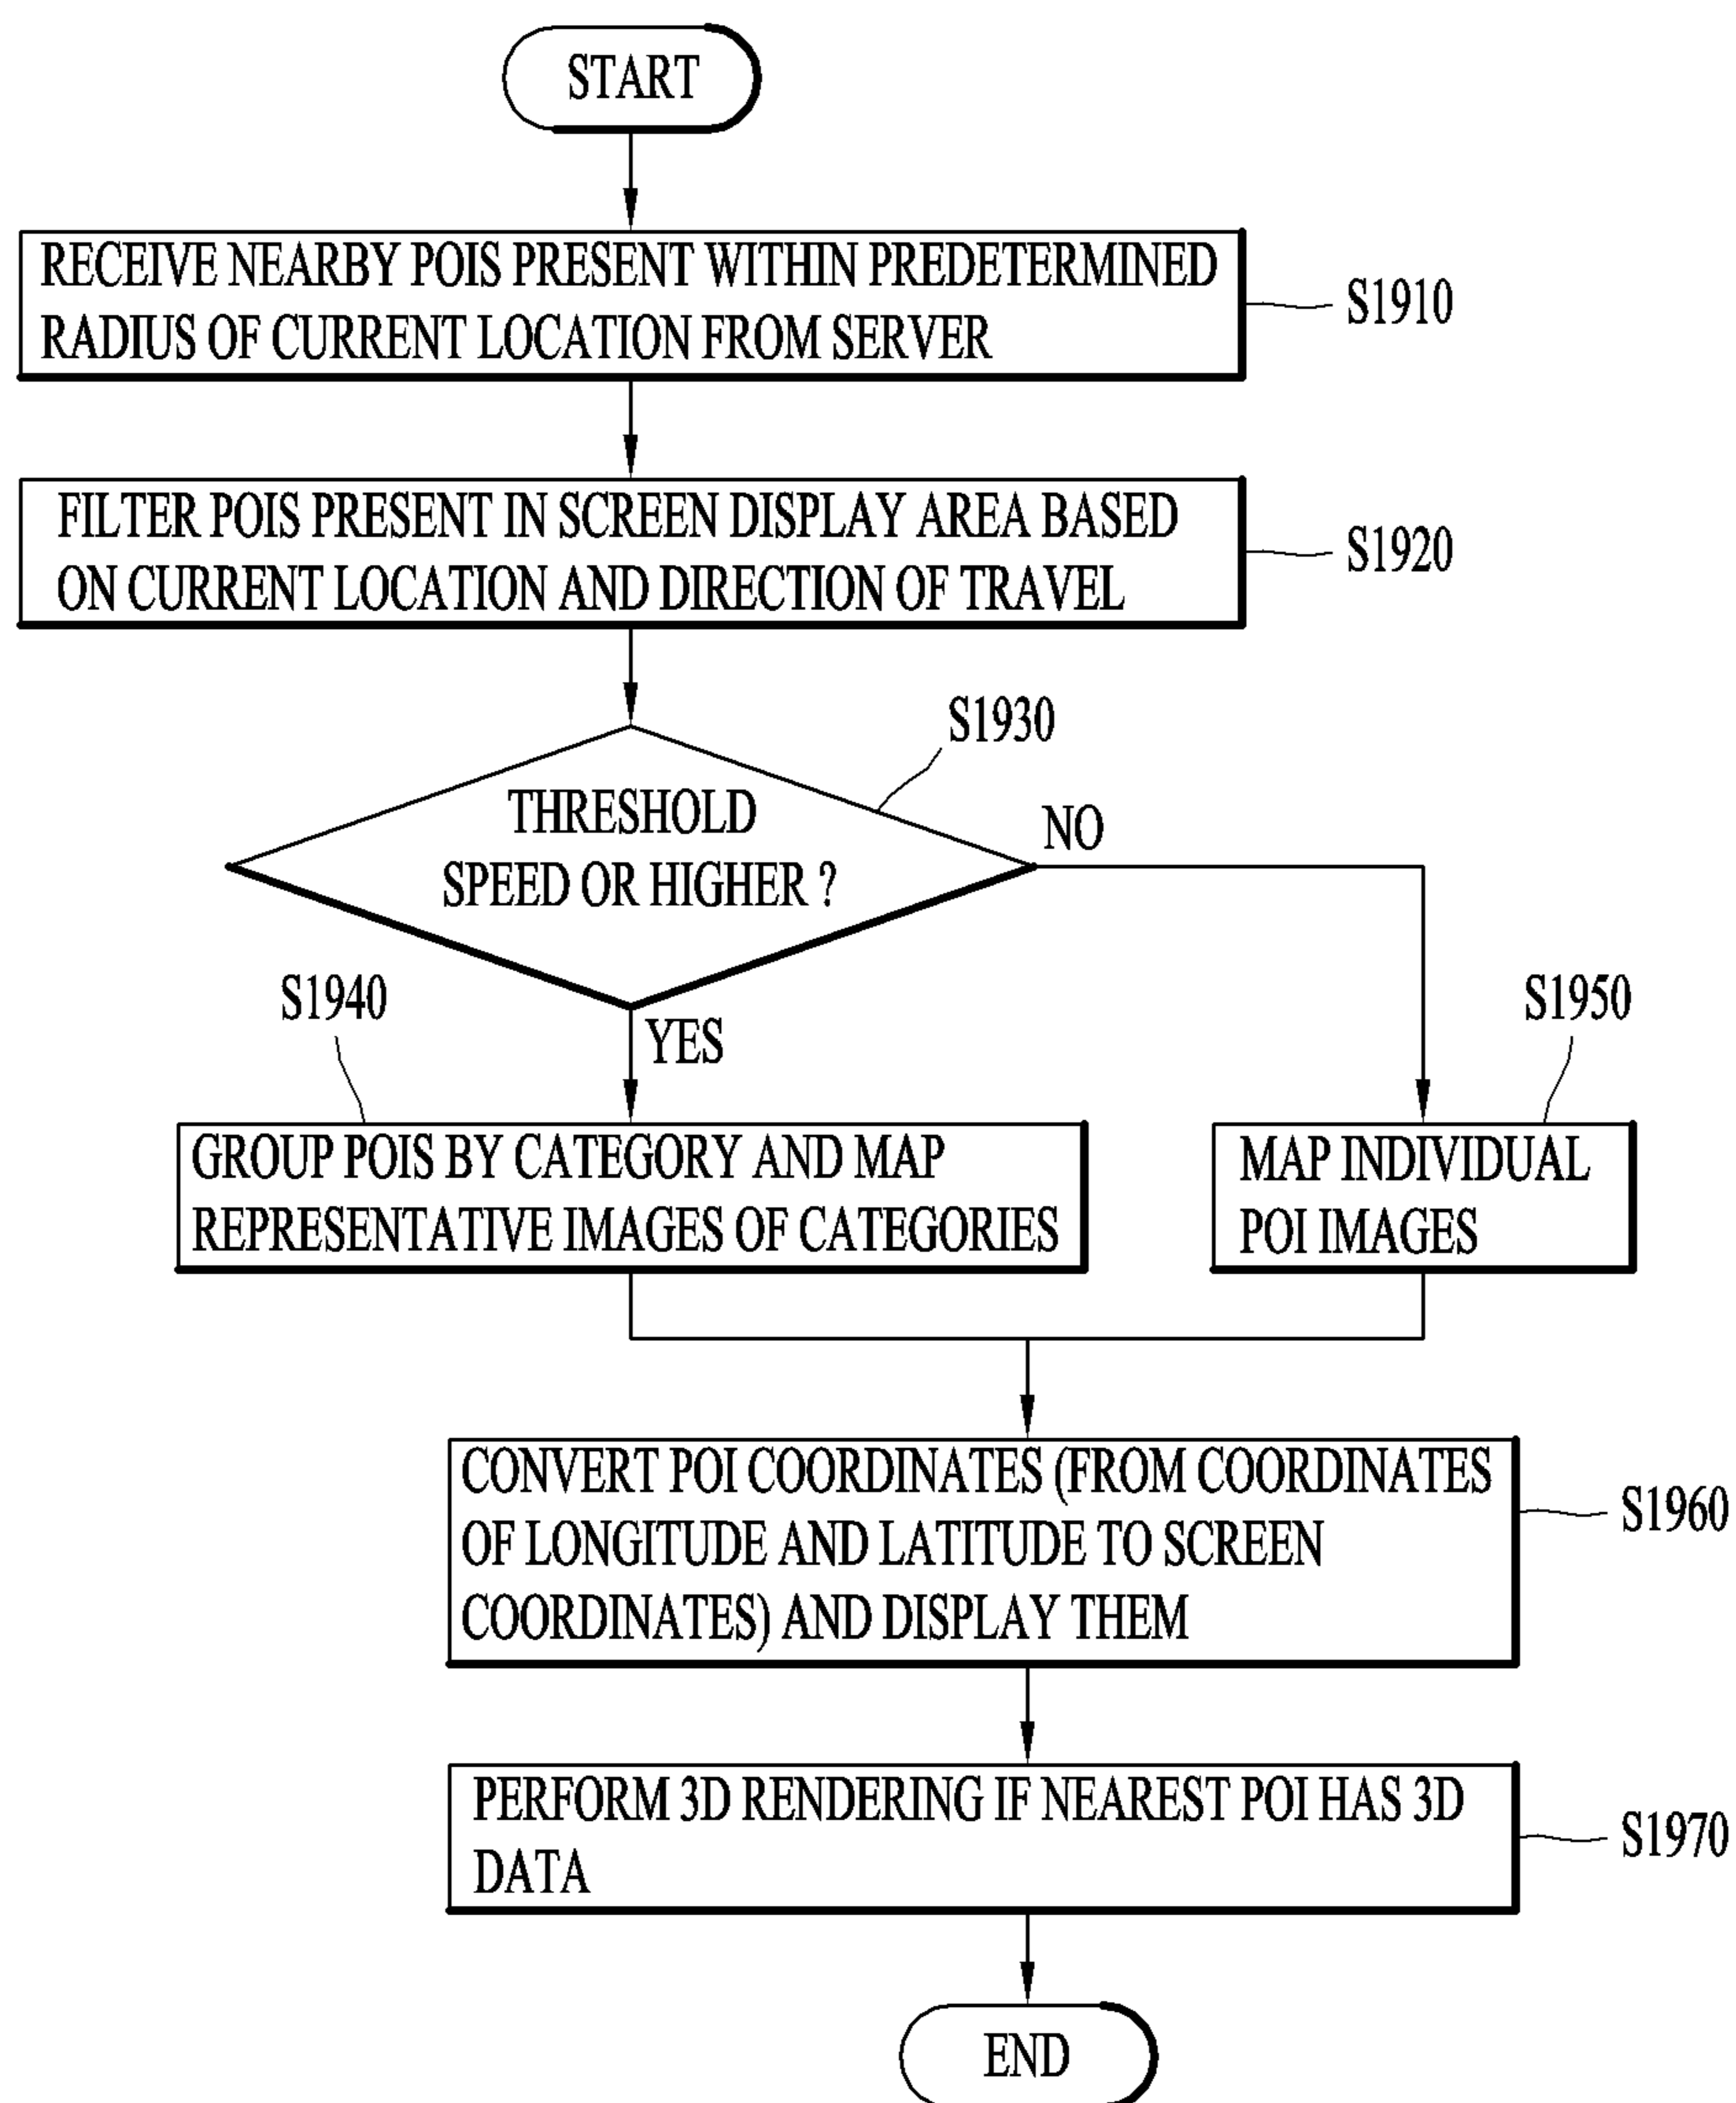 START
RECEIVE NEARBY POIS PRESENT WITHIN PREDETERMINED
RADIUS OF CURRENT LOCATION FROM SERVER
S1910
FILTER POIS PRESENT IN SCREEN DISPLAY AREA BASED
ON CURRENT LOCATION AND DIRECTION OF TRAVEL
S1920
S1930
THRESHOLD
SPEED OR HIGHER ?
NO
YES
S1940
GROUP POIS BY CATEGORY AND MAP
REPRESENTATIVE IMAGES OF CATEGORIES
S1950
MAP INDIVIDUAL
POI IMAGES
CONVERT POI COORDINATES (FROM COORDINATES
OF LONGITUDE AND LATITUDE TO SCREEN
COORDINATES) AND DISPLAY THEM
S1960
PERFORM 3D RENDERING IF NEAREST POI HAS 3D
DATA
S1970
END